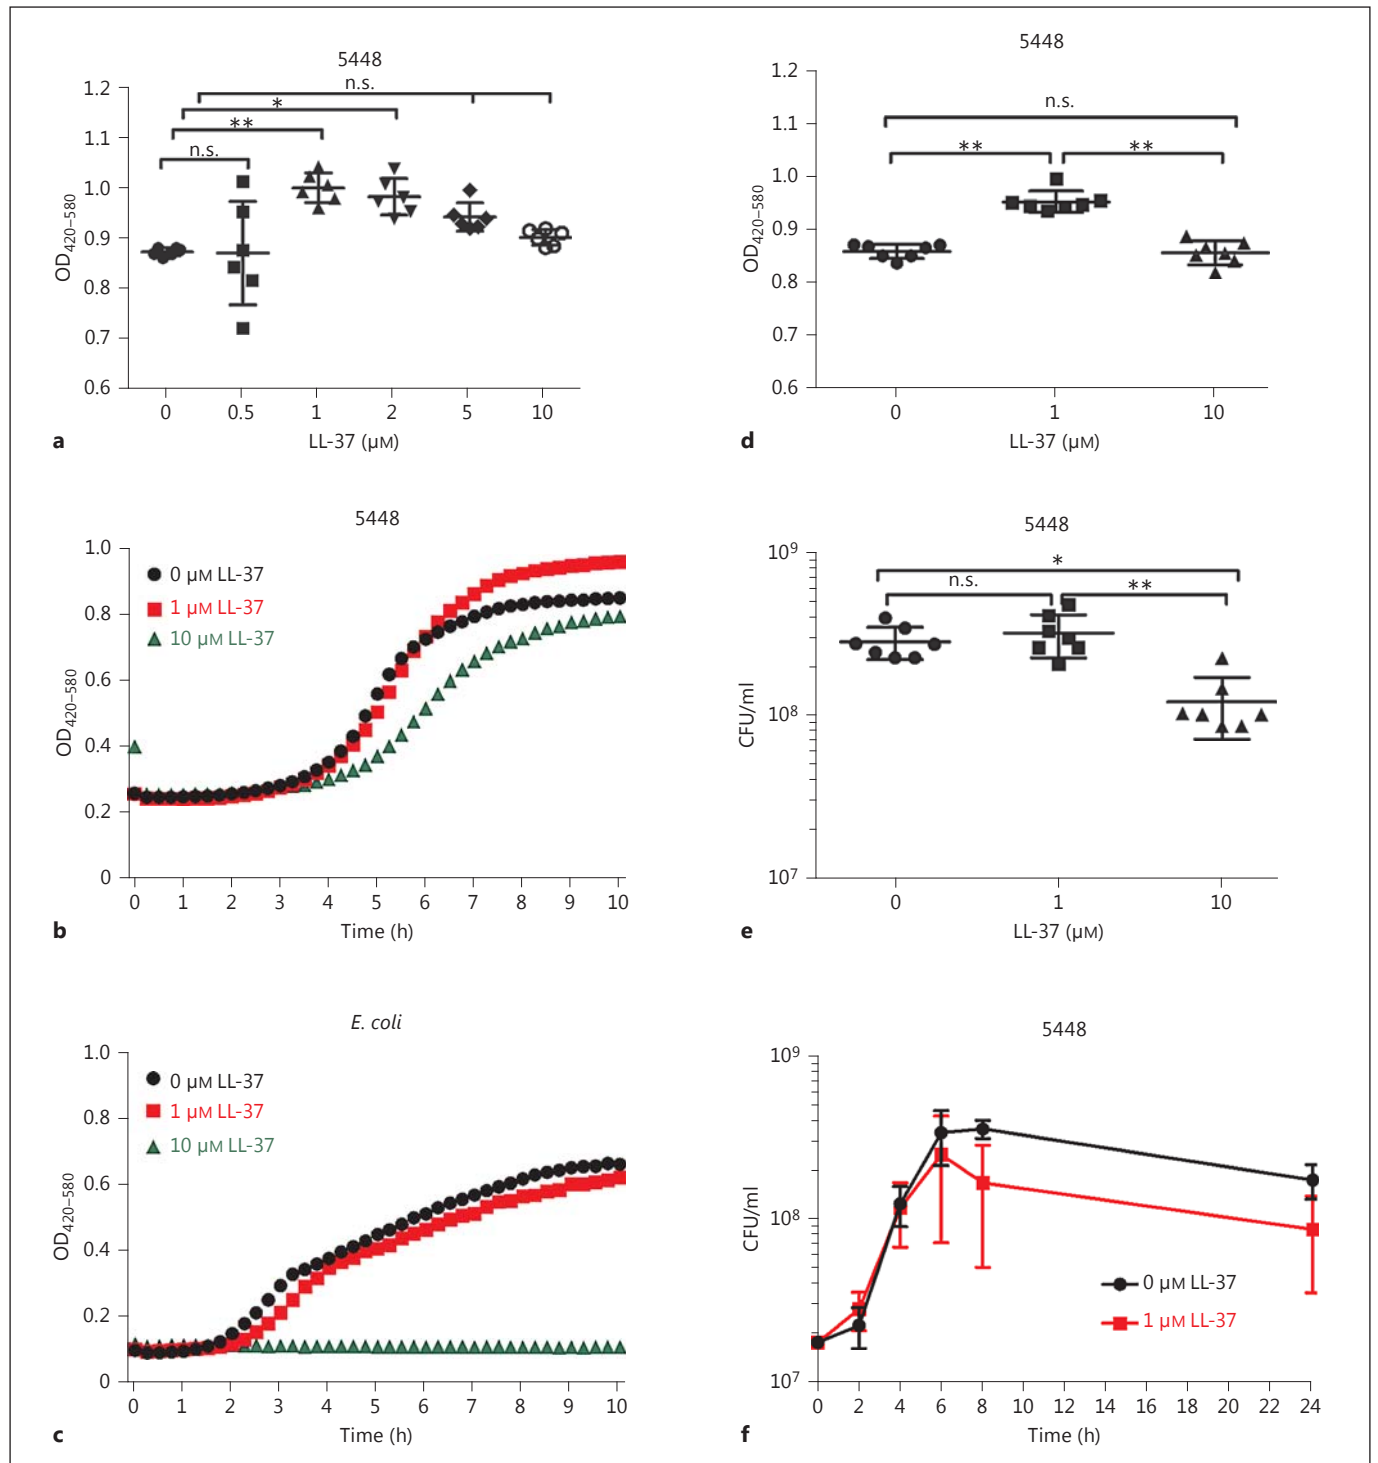 5448
n.s.
*
**
n.s.
1.2
1.1
1.0
0.9
0.8
0.7
0.6
OD420–580
0 0.5 1 2 5 10
LL-37 (µM)
a
5448
n.s.
** **
1.2
1.1
1.0
0.9
0.8
0.7
0.6
OD420–580
0 1 10
LL-37 (µM)
d
5448
0 µM LL-37
1 µM LL-37
10 µM LL-37
1.0
0.8
0.6
0.4
0.2
0
OD420–580
0 1 2 3 4 5 6 7 8 9 10
Time (h)
b
5448
*
n.s. **
10⁹
10⁸
10⁷
CFU/ml
0 1 10
LL-37 (µM)
e
E. coli
0 µM LL-37
1 µM LL-37
10 µM LL-37
1.0
0.8
0.6
0.4
0.2
0
OD420–580
0 1 2 3 4 5 6 7 8 9 10
Time (h)
c
5448
10⁹
10⁸
10⁷
CFU/ml
0 µM LL-37
1 µM LL-37
0 2 4 6 8 10 12 14 16 18 20 22 24
Time (h)
f